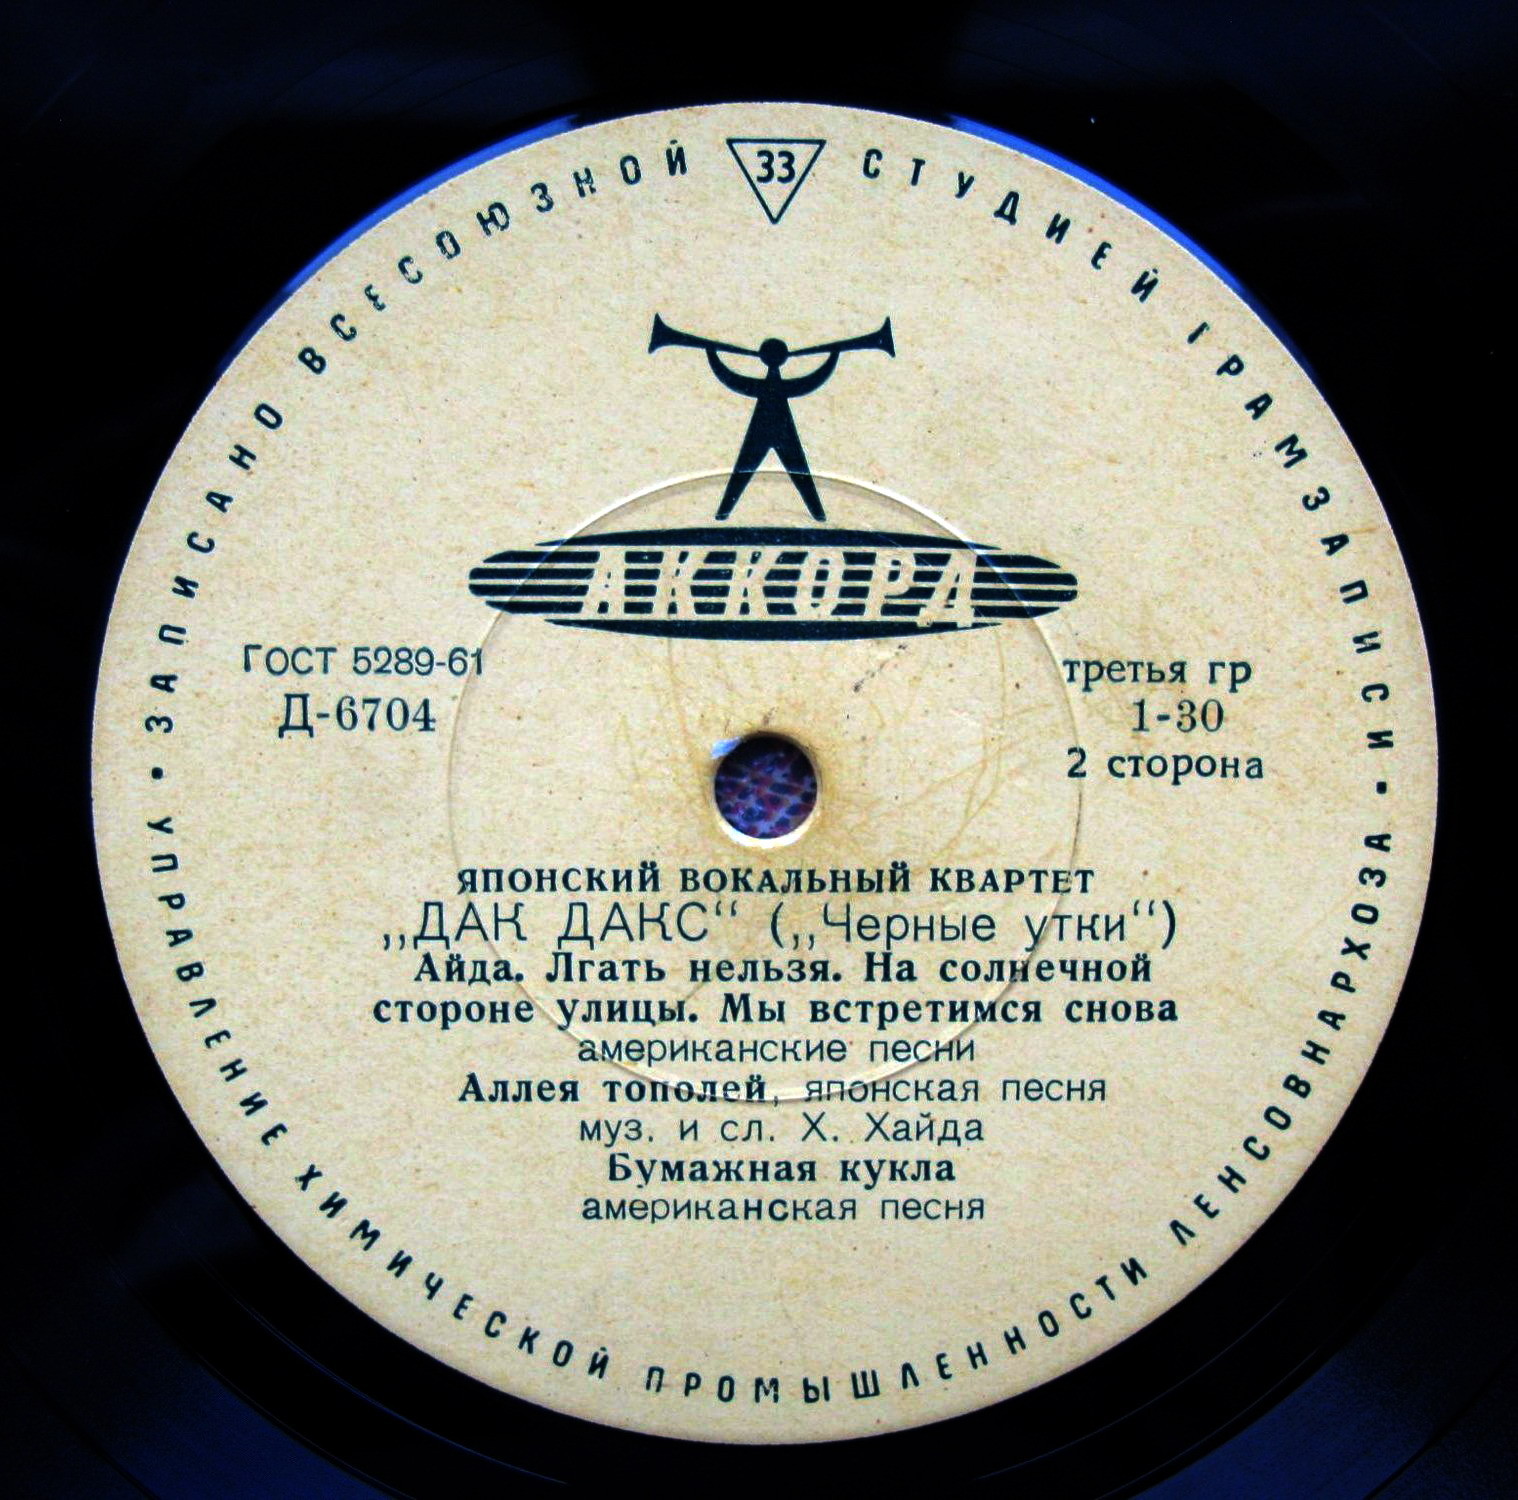 ЗАПИСАНО ВСЕСОЮЗНОЙ СТУДИЕЙ ГРАМЗАПИСИ
33
АККОРД
ГОСТ 5289-61
Д-6704
третья гр
1-30
2 сторона
ЯПОНСКИЙ ВОКАЛЬНЫЙ КВАРТЕТ
„ДАК ДАКС“ („Черные утки“)
Айда. Лгать нельзя. На солнечной
стороне улицы. Мы встретимся снова
американские песни
Аллея тополей, японская песня
муз. и сл. Х. Хайда
Бумажная кукла
американская песня
• УПРАВЛЕНИЕ ХИМИЧЕСКОЙ ПРОМЫШЛЕННОСТИ ЛЕНСОВНАРХОЗА •